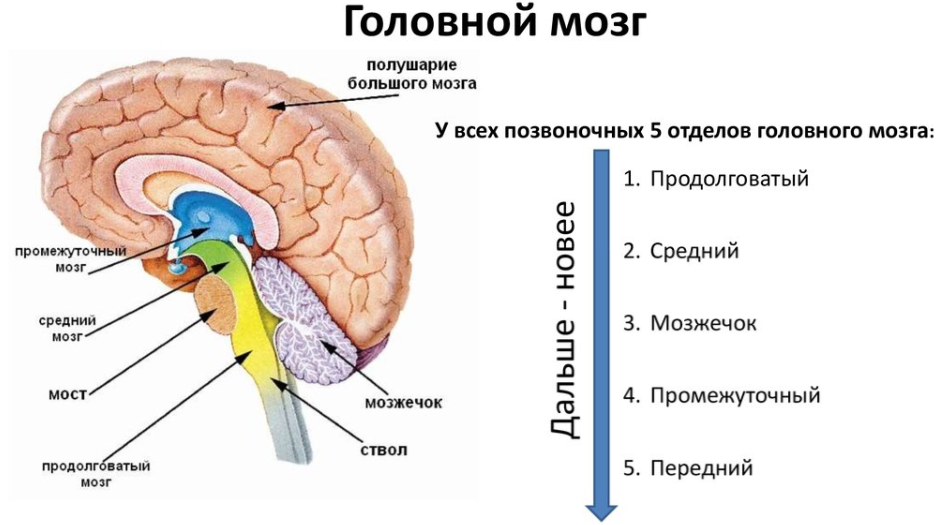 Головной мозг
полушарие
большого мозга
промежуточный
мозг
средний
мозг
мост
продолговатый
мозг
мозжечок
ствол
У всех позвоночных 5 отделов головного мозга:
Дальше - новее
1. Продолговатый
2. Средний
3. Мозжечок
4. Промежуточный
5. Передний